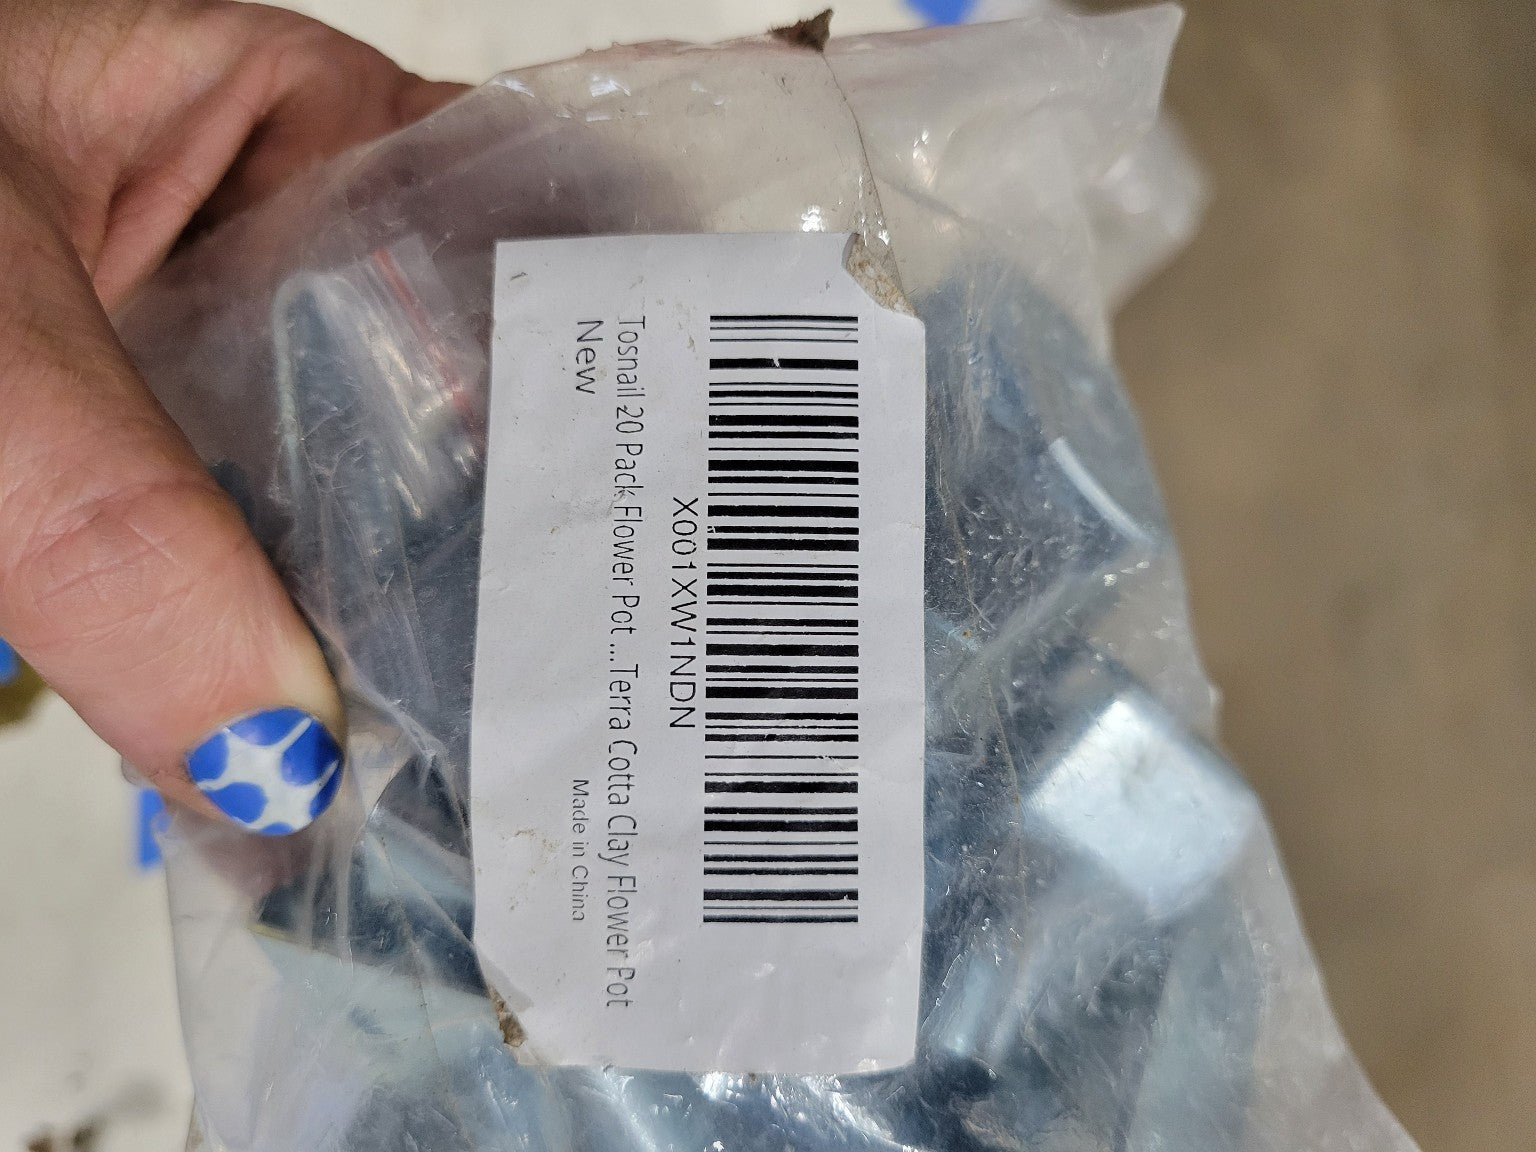 X001XW1NDN
Tosnail 20 Pack Flower Pot ...Terra Cotta Clay Flower Pot
New
Made in China